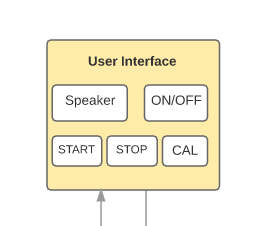 User Interface
Speaker ON/OFF
START STOP CAL